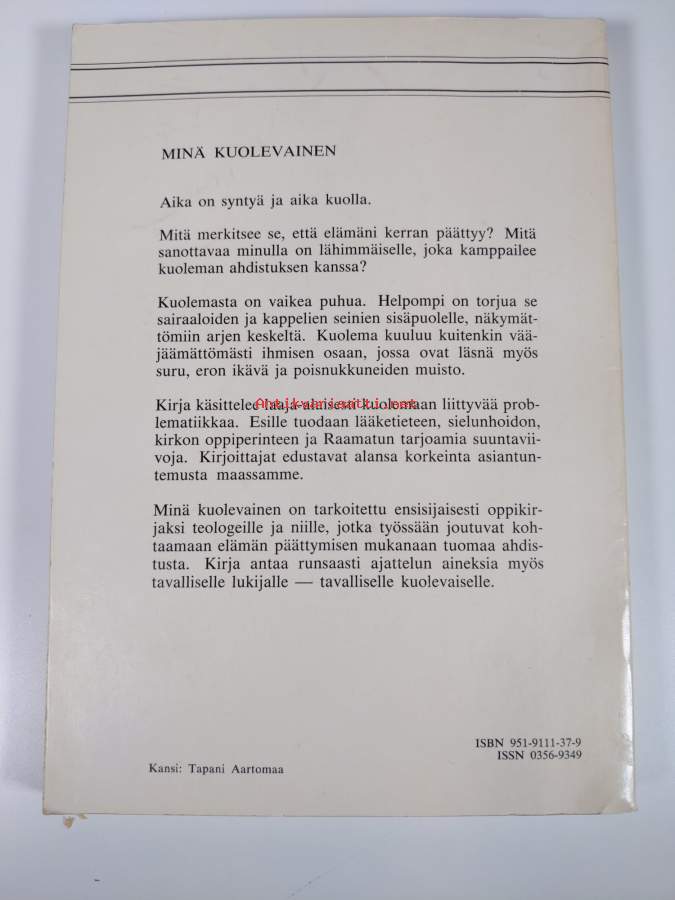 MINÄ KUOLEVAINEN
Aika on syntyä ja aika kuolla.
Mitä merkitsee se, että elämäni kerran päättyy? Mitä
sanottavaa minulla on lähimmäiselle, joka kamppailee
kuoleman ahdistuksen kanssa?
Kuolemasta on vaikea puhua. Helpompi on torjua se
sairaaloiden ja kappelien seinien sisäpuolelle, näkymät-
tömiin arjen keskeltä. Kuolema kuuluu kuitenkin vää-
jäämättömästi ihmisen osaan, jossa ovat läsnä myös
suru, eron ikävä ja poisnukkuneiden muisto.
Kirja käsittelee laaja-alaisesti kuolemaan liittyvää prob-
Antikvariaatti.net
lematiikkaa. Esille tuodaan lääketieteen, sielunhoidon,
kirkon oppiperinteen ja Raamatun tarjoamia suuntavii-
voja. Kirjoittajat edustavat alansa korkeinta asiantun-
temusta maassamme.
Minä kuolevainen on tarkoitettu ensisijaisesti oppikir-
jaksi teologeille ja niille, jotka työssään joutuvat koh-
taamaan elämän päättymisen mukanaan tuomaa ahdis-
tusta. Kirja antaa runsaasti ajattelun aineksia myös
tavalliselle lukijalle — tavalliselle kuolevaiselle.
ISBN 951-9111-37-9
ISSN 0356-9349
Kansi: Tapani Aartomaa